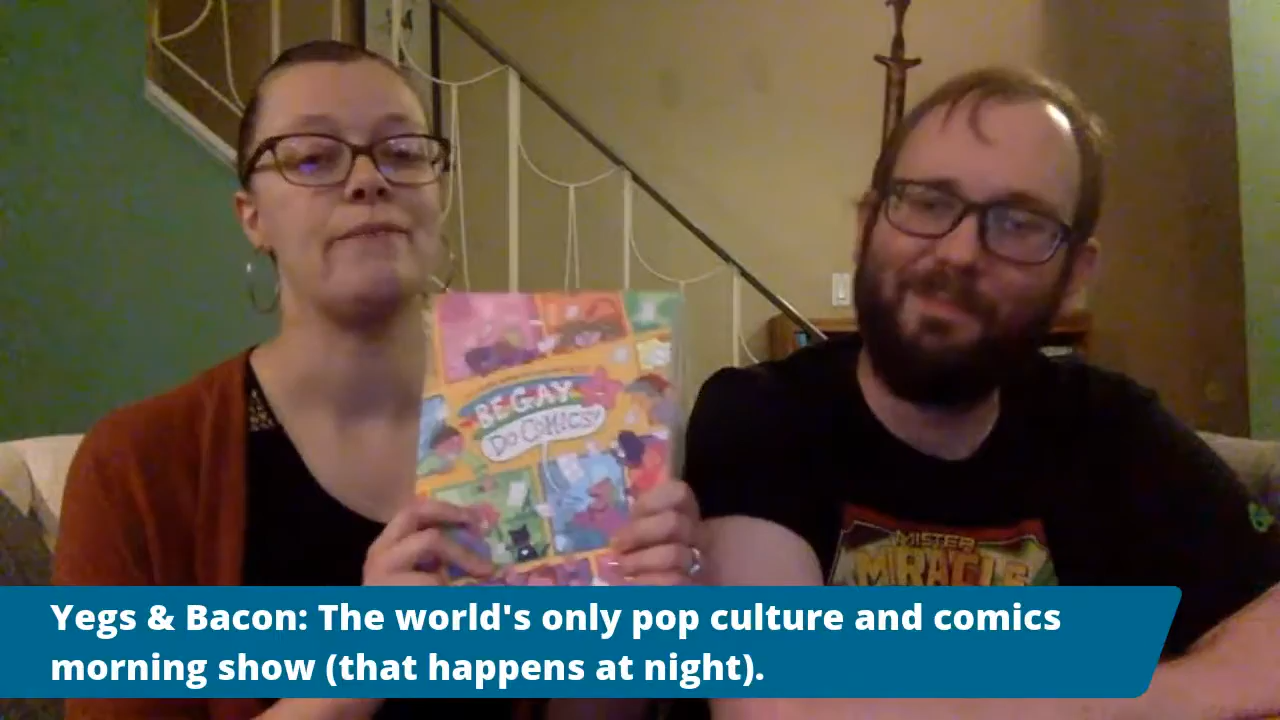 BE GAY
DO COMICS!
MISTER
MIRACLE
Yegs & Bacon: The world's only pop culture and comics
morning show (that happens at night).